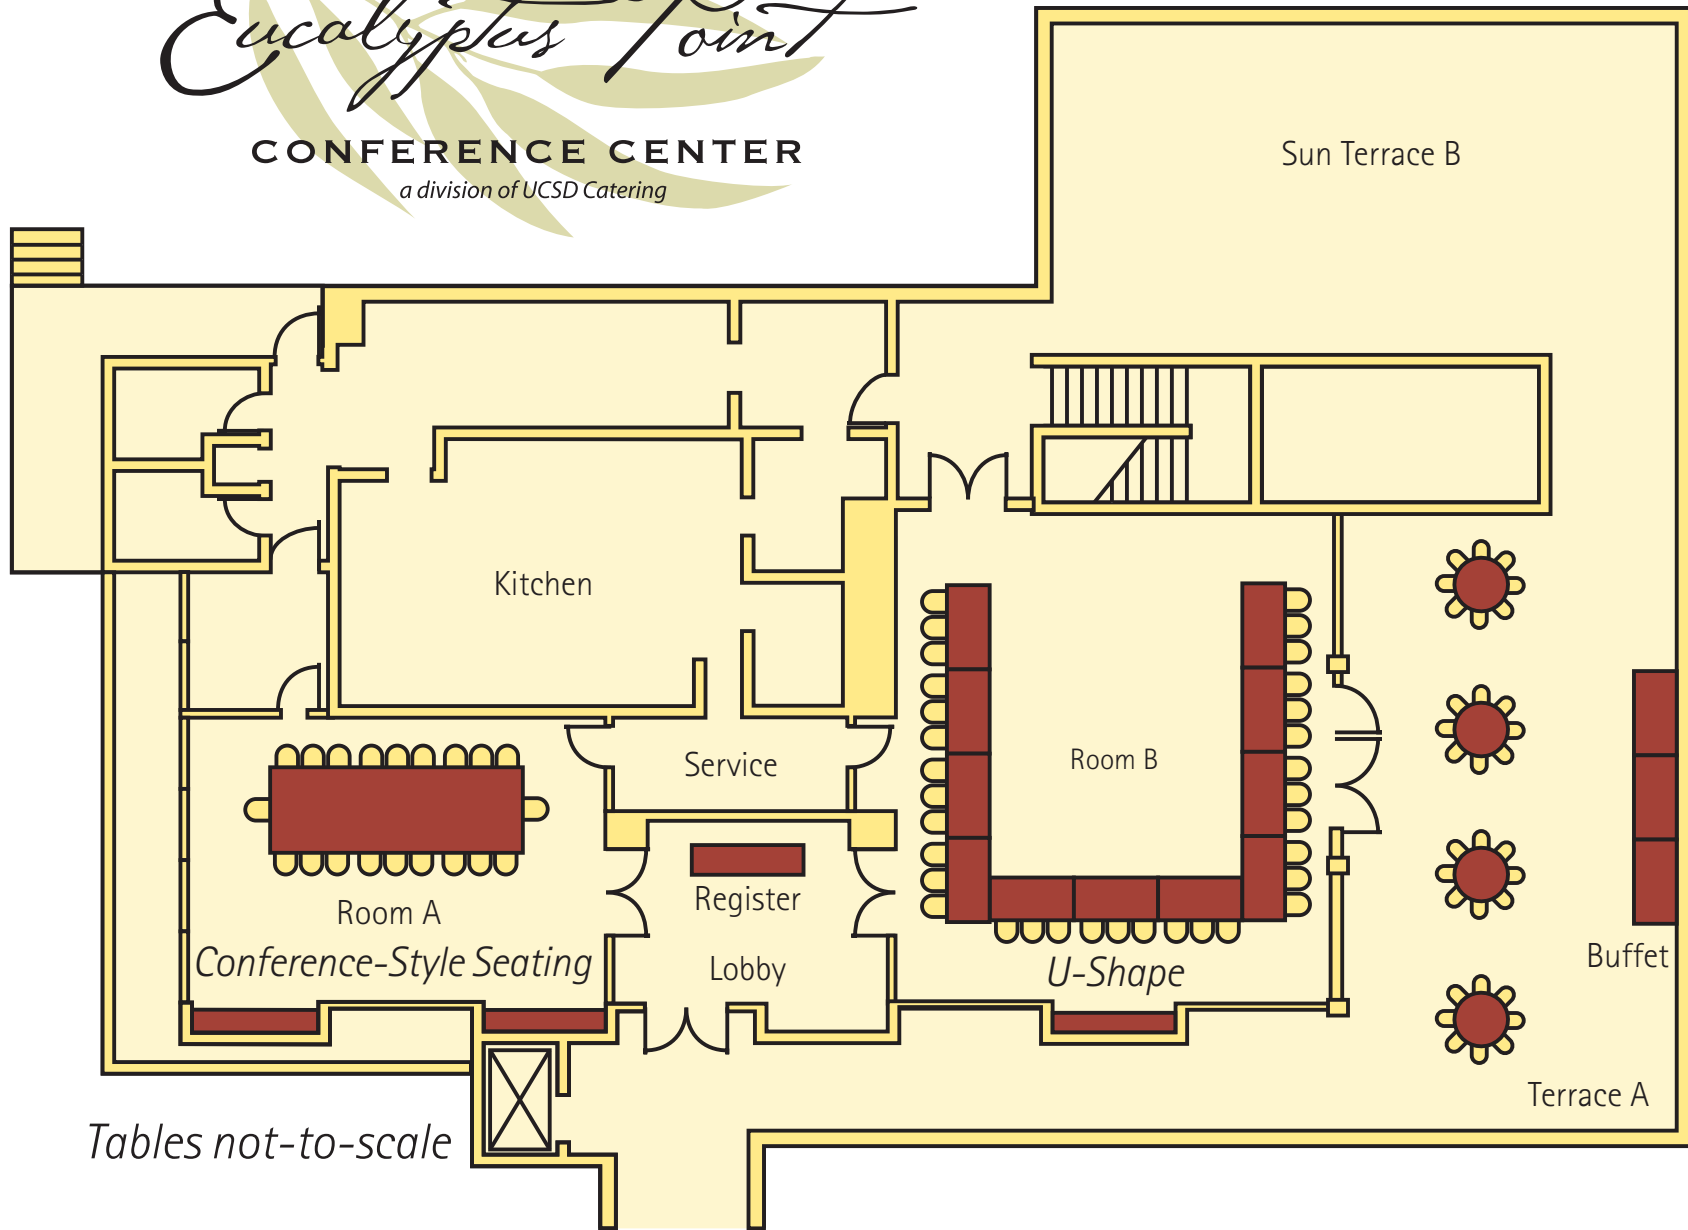 Eucalyptus Point
CONFERENCE CENTER
a division of UCSD Catering
Sun Terrace B
Kitchen
Service
Room B
Register
Room A
Conference-Style Seating
Lobby
U-Shape
Buffet
Terrace A
Tables not-to-scale